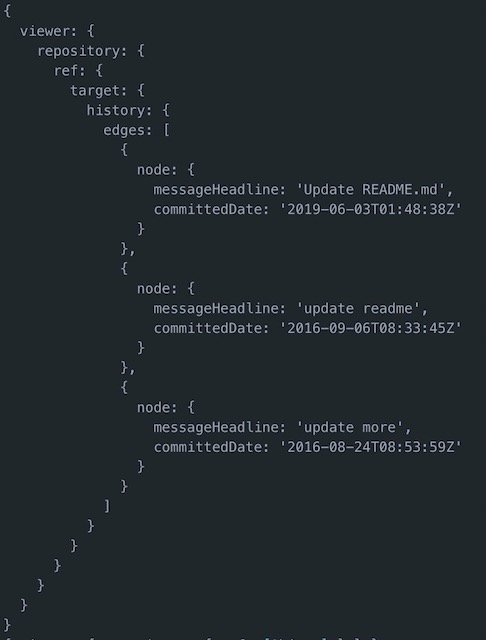 {
  viewer: {
    repository: {
      ref: {
        target: {
          history: {
            edges: [
              {
                node: {
                  messageHeadline: 'Update README.md',
                  committedDate: '2019-06-03T01:48:38Z'
                }
              },
              {
                node: {
                  messageHeadline: 'update readme',
                  committedDate: '2016-09-06T08:33:45Z'
                }
              },
              {
                node: {
                  messageHeadline: 'update more',
                  committedDate: '2016-08-24T08:53:59Z'
                }
              }
            ]
          }
        }
      }
    }
  }
}